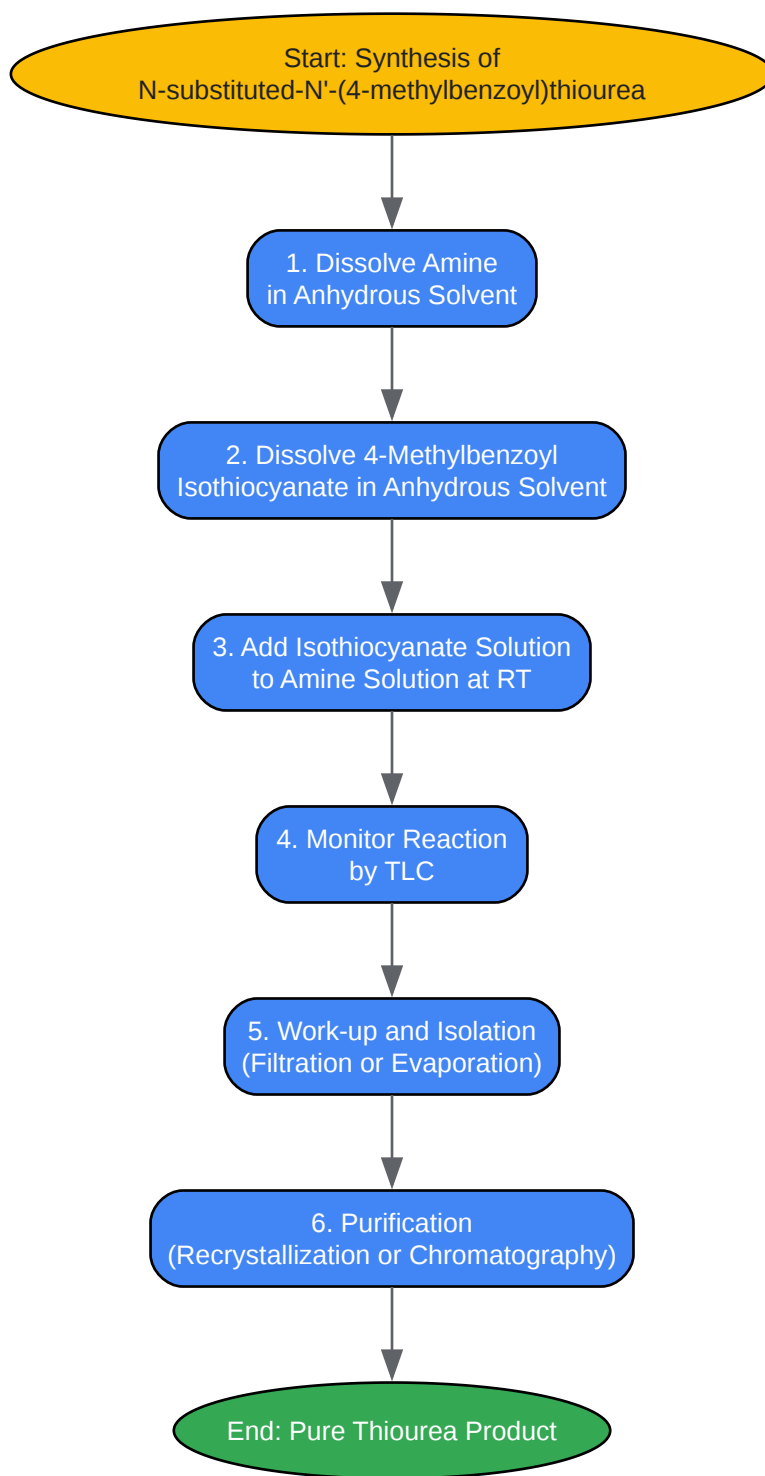 Start: Synthesis of
N-substituted-N'-(4-methylbenzoyl)thiourea
1. Dissolve Amine
in Anhydrous Solvent
2. Dissolve 4-Methylbenzoyl
Isothiocyanate in Anhydrous Solvent
3. Add Isothiocyanate Solution
to Amine Solution at RT
4. Monitor Reaction
by TLC
5. Work-up and Isolation
(Filtration or Evaporation)
6. Purification
(Recrystallization or Chromatography)
End: Pure Thiourea Product